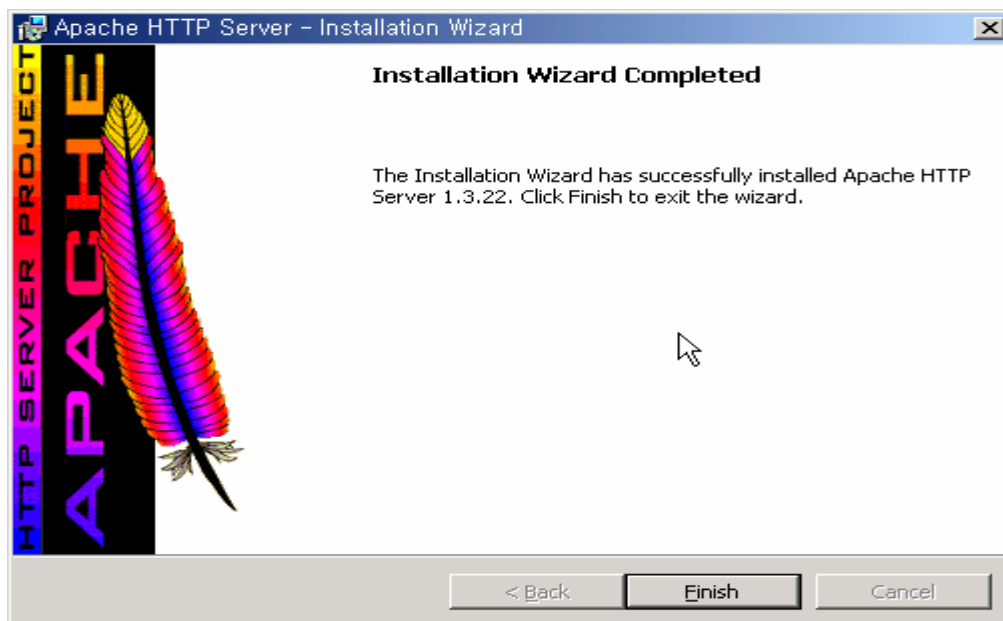 Apache HTTP Server – Installation Wizard
HTTP SERVER PROJECT
APACHE
Installation Wizard Completed
The Installation Wizard has successfully installed Apache HTTP
Server 1.3.22. Click Finish to exit the wizard.
< Back
Finish
Cancel